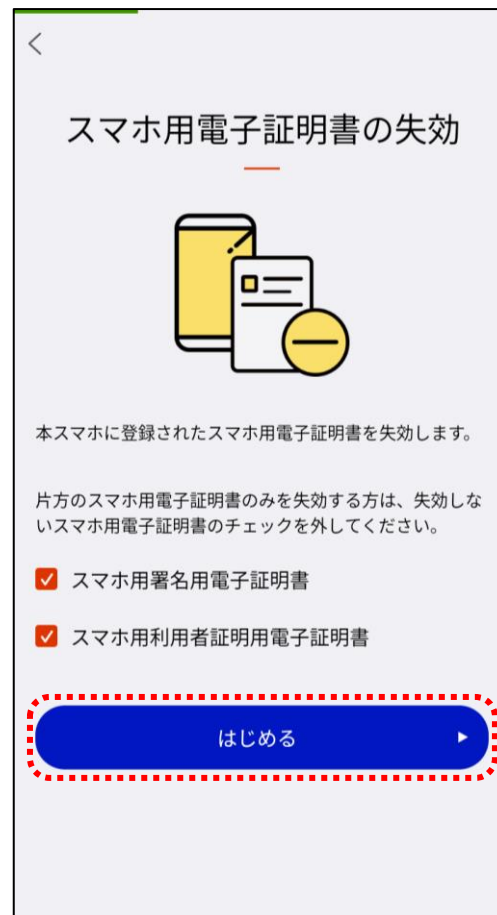 スマホ用電子証明書の失効
本スマホに登録されたスマホ用電子証明書を失効します。
片方のスマホ用電子証明書のみを失効する方は、失効しな
いスマホ用電子証明書のチェックを外してください。
スマホ用署名用電子証明書
スマホ用利用者証明用電子証明書
はじめる